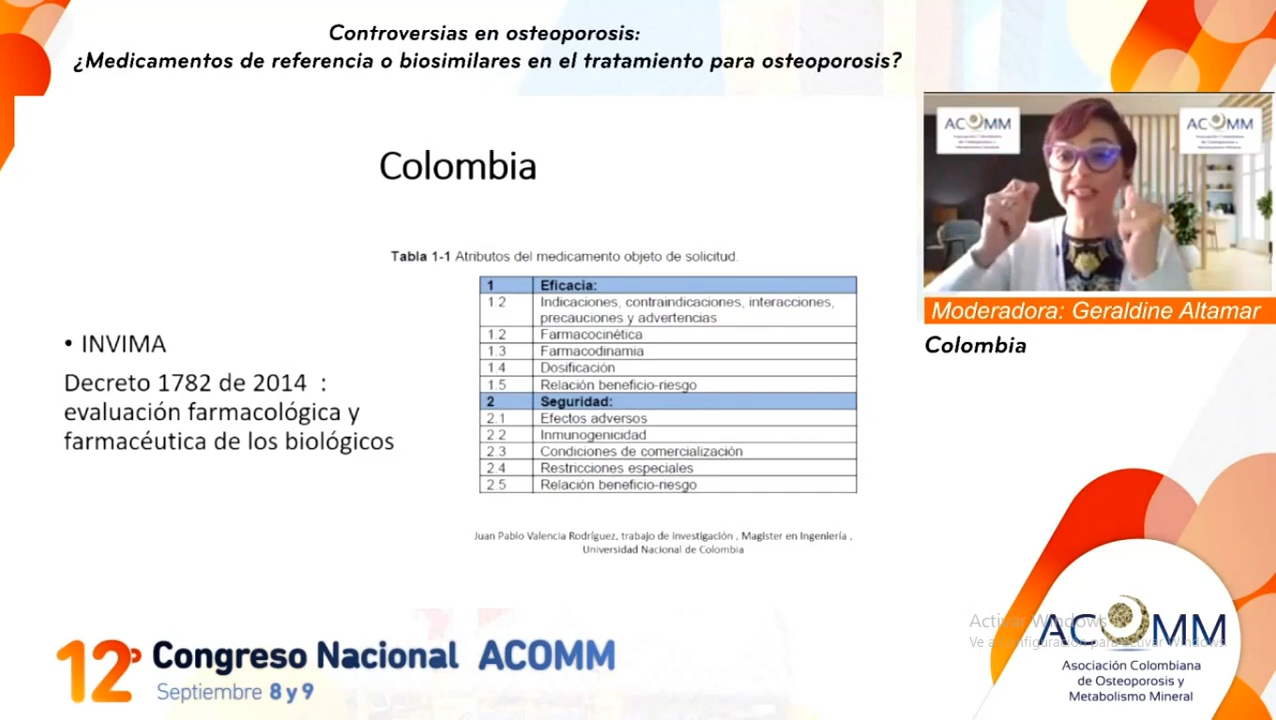 Controversias en osteoporosis:
¿Medicamentos de referencia o biosimilares en el tratamiento para osteoporosis?
Colombia
Tabla 1-1 Atributos del medicamento objeto de solicitud.
1 Eficacia:
1.2 Indicaciones, contraindicaciones, interacciones,
precauciones y advertencias
1.2 Farmacocinética
1.3 Farmacodinamia
1.4 Dosificación
1.5 Relación beneficio-riesgo
2 Seguridad:
2.1 Efectos adversos
2.2 Inmunogenicidad
2.3 Condiciones de comercialización
2.4 Restricciones especiales
2.5 Relación beneficio-riesgo
• INVIMA
Decreto 1782 de 2014 :
evaluación farmacológica y
farmacéutica de los biológicos
Juan Pablo Valencia Rodríguez, trabajo de investigación , Magister en Ingeniería ,
Universidad Nacional de Colombia
ACOMM
ACOMM
Moderadora: Geraldine Altamar
Colombia
12º Congreso Nacional ACOMM
Septiembre 8 y 9
Activar Windows
Ve a Configuración para activar Windows.
ACOMM
Asociación Colombiana
de Osteoporosis y
Metabolismo Mineral